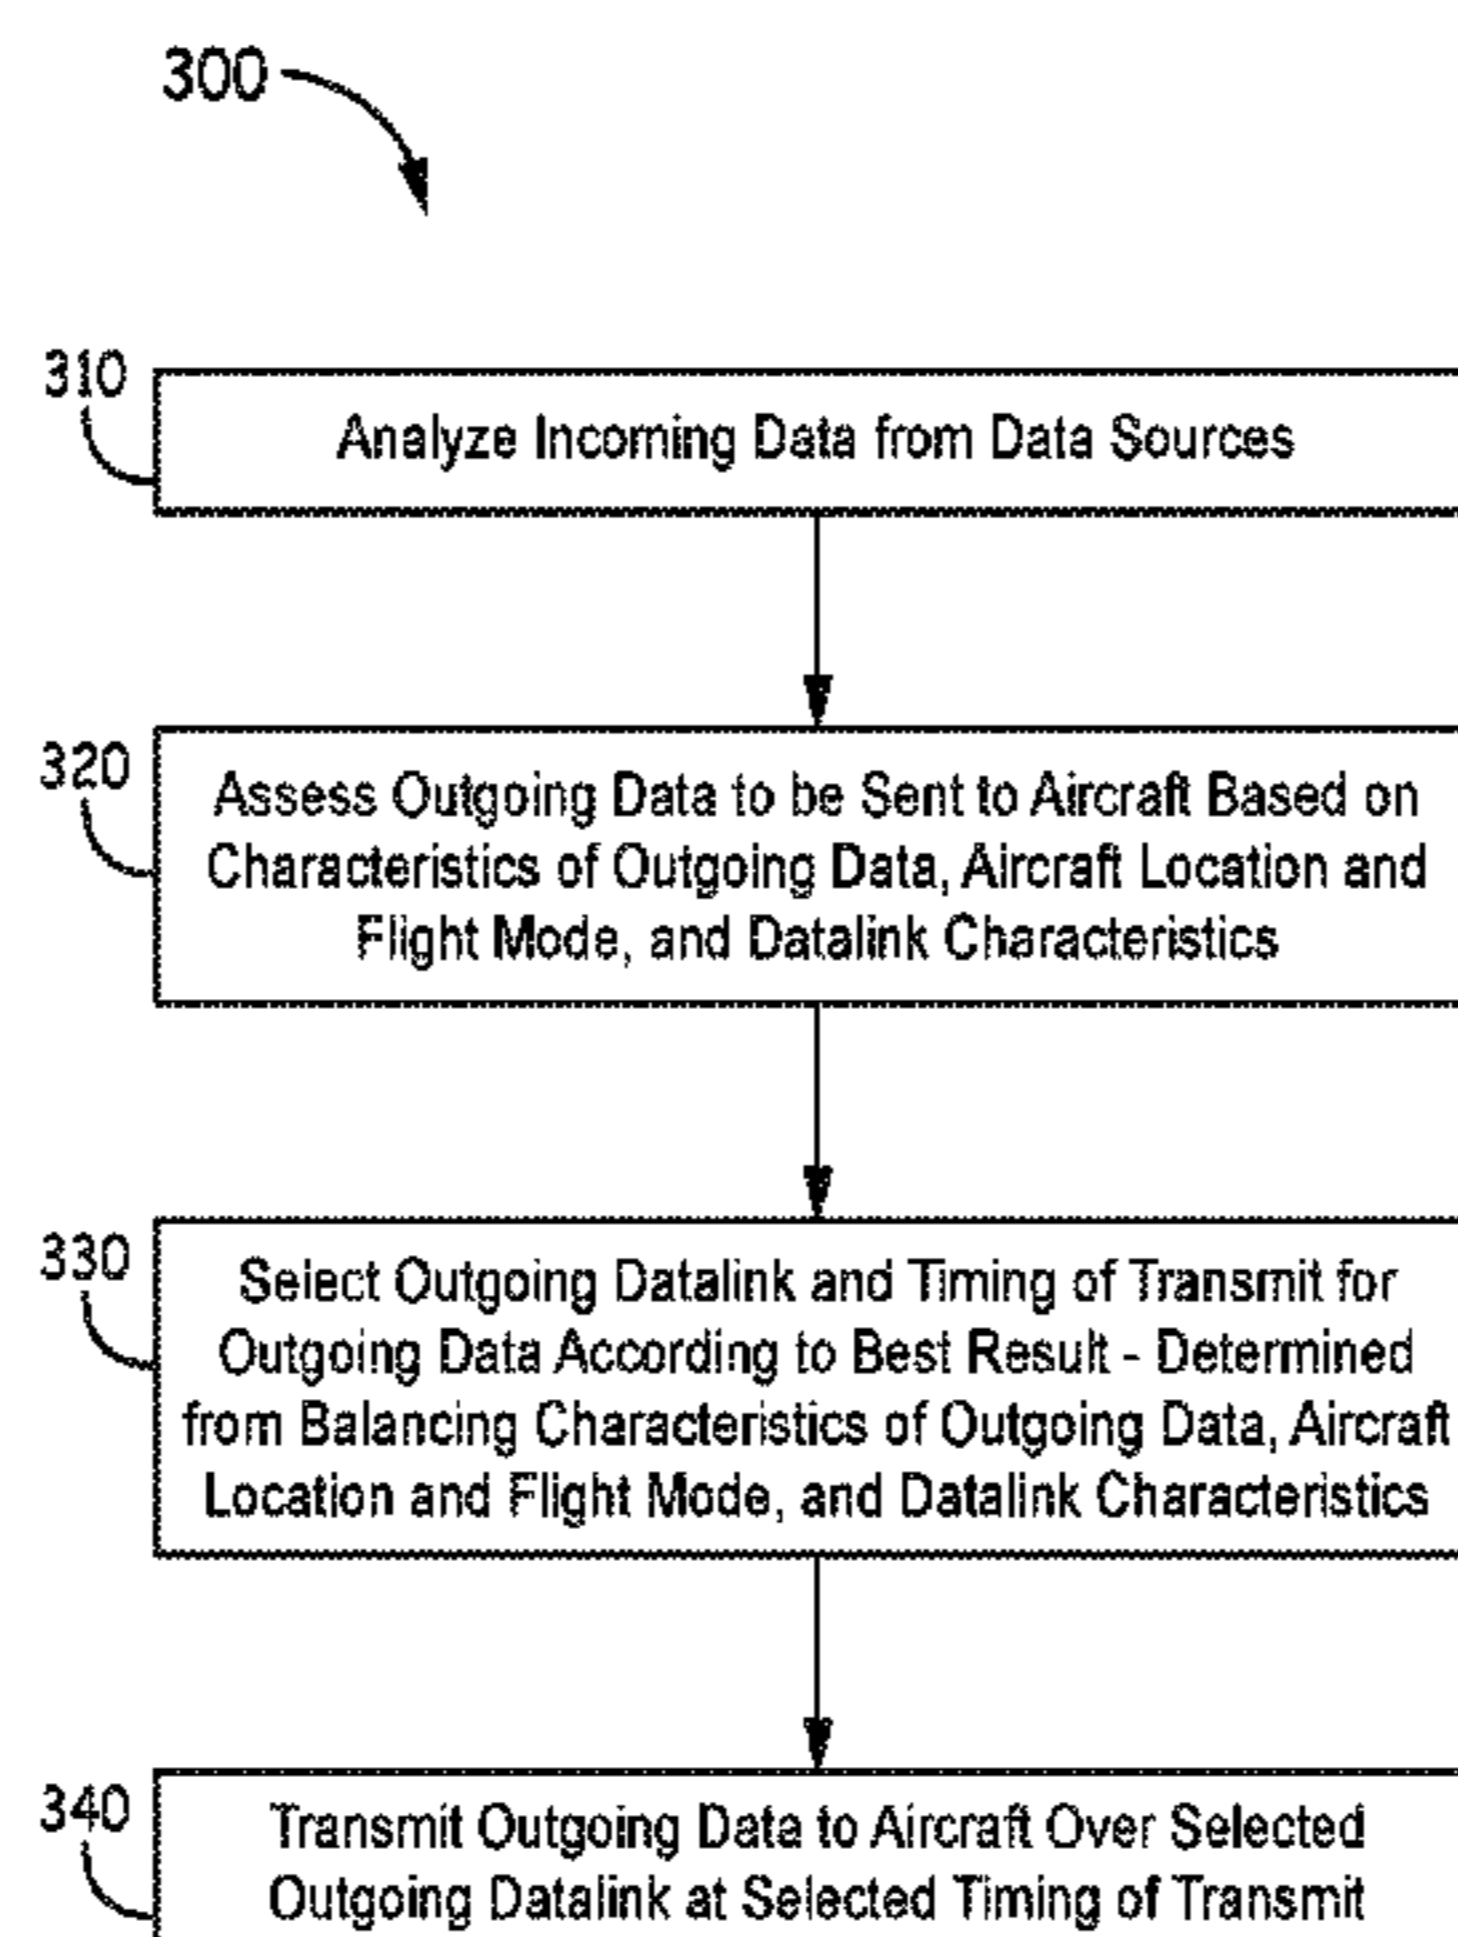 300
310
Analyze Incoming Data from Data Sources
320
Assess Outgoing Data to be Sent to Aircraft Based on
Characteristics of Outgoing Data, Aircraft Location and
Flight Mode, and Datalink Characteristics
330
Select Outgoing Datalink and Timing of Transmit for
Outgoing Data According to Best Result - Determined
from Balancing Characteristics of Outgoing Data, Aircraft
Location and Flight Mode, and Datalink Characteristics
340
Transmit Outgoing Data to Aircraft Over Selected
Outgoing Datalink at Selected Timing of Transmit